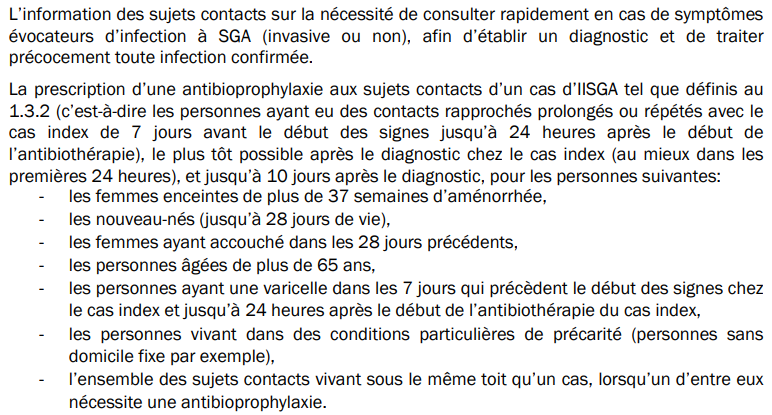 L’information des sujets contacts sur la nécessité de consulter rapidement en cas de symptômes
évocateurs d’infection à SGA (invasive ou non), afin d’établir un diagnostic et de traiter
précocement toute infection confirmée.
La prescription d’une antibioprophylaxie aux sujets contacts d’un cas d’IISGA tel que définis au
1.3.2 (c’est-à-dire les personnes ayant eu des contacts rapprochés prolongés ou répétés avec le
cas index de 7 jours avant le début des signes jusqu’à 24 heures après le début de
l’antibiothérapie), le plus tôt possible après le diagnostic chez le cas index (au mieux dans les
premières 24 heures), et jusqu’à 10 jours après le diagnostic, pour les personnes suivantes:
- les femmes enceintes de plus de 37 semaines d’aménorrhée,
- les nouveau-nés (jusqu’à 28 jours de vie),
- les femmes ayant accouché dans les 28 jours précédents,
- les personnes âgées de plus de 65 ans,
- les personnes ayant une varicelle dans les 7 jours qui précèdent le début des signes chez
le cas index et jusqu’à 24 heures après le début de l’antibiothérapie du cas index,
- les personnes vivant dans des conditions particulières de précarité (personnes sans
domicile fixe par exemple),
- l’ensemble des sujets contacts vivant sous le même toit qu’un cas, lorsqu’un d’entre eux
nécessite une antibioprophylaxie.